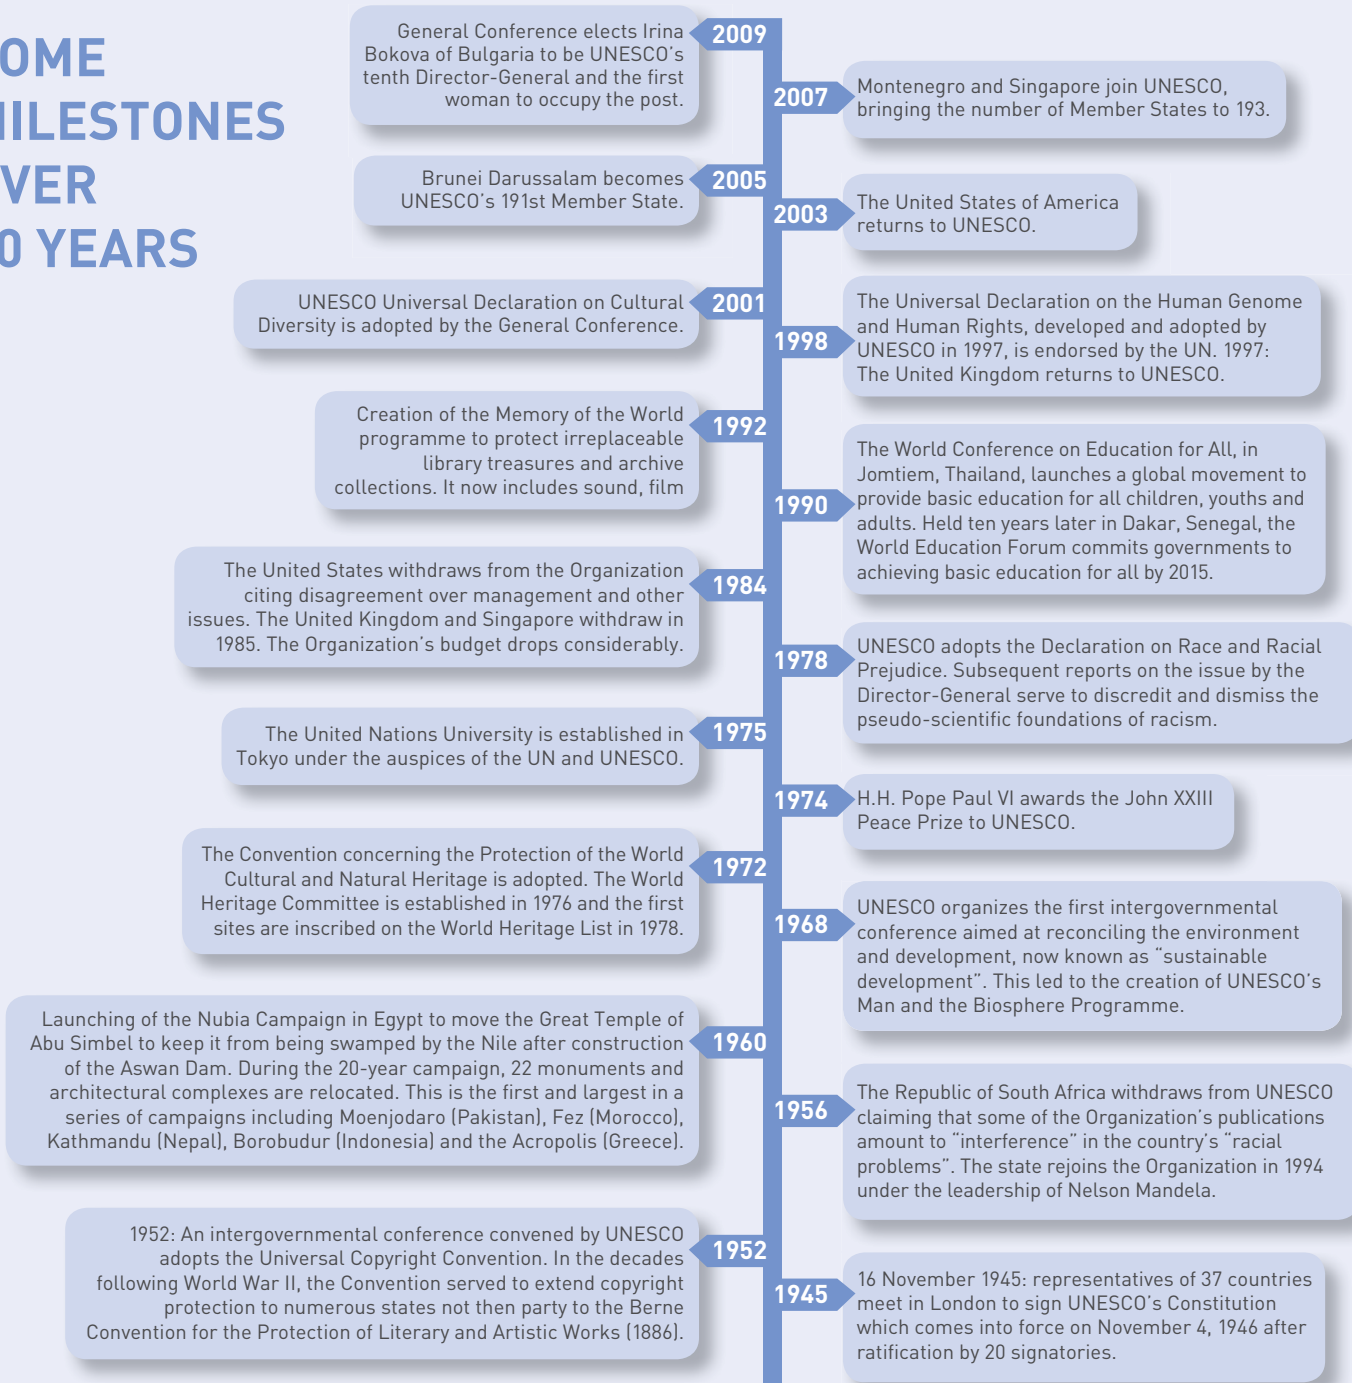 OME
MILESTONES
VER
0 YEARS
2009
General Conference elects Irina
Bokova of Bulgaria to be UNESCO's
tenth Director-General and the first
woman to occupy the post.
2007
Montenegro and Singapore join UNESCO,
bringing the number of Member States to 193.
2005
Brunei Darussalam becomes
UNESCO's 191st Member State.
2003
The United States of America
returns to UNESCO.
2001
UNESCO Universal Declaration on Cultural
Diversity is adopted by the General Conference.
1998
The Universal Declaration on the Human Genome
and Human Rights, developed and adopted by
UNESCO in 1997, is endorsed by the UN. 1997:
The United Kingdom returns to UNESCO.
1992
Creation of the Memory of the World
programme to protect irreplaceable
library treasures and archive
collections. It now includes sound, film
1990
The World Conference on Education for All, in
Jomtiem, Thailand, launches a global movement to
provide basic education for all children, youths and
adults. Held ten years later in Dakar, Senegal, the
World Education Forum commits governments to
achieving basic education for all by 2015.
1984
The United States withdraws from the Organization
citing disagreement over management and other
issues. The United Kingdom and Singapore withdraw in
1985. The Organization's budget drops considerably.
1978
UNESCO adopts the Declaration on Race and Racial
Prejudice. Subsequent reports on the issue by the
Director-General serve to discredit and dismiss the
pseudo-scientific foundations of racism.
1975
The United Nations University is established in
Tokyo under the auspices of the UN and UNESCO.
1974
H.H. Pope Paul VI awards the John XXIII
Peace Prize to UNESCO.
1972
The Convention concerning the Protection of the World
Cultural and Natural Heritage is adopted. The World
Heritage Committee is established in 1976 and the first
sites are inscribed on the World Heritage List in 1978.
1968
UNESCO organizes the first intergovernmental
conference aimed at reconciling the environment
and development, now known as "sustainable
development". This led to the creation of UNESCO's
Man and the Biosphere Programme.
1960
Launching of the Nubia Campaign in Egypt to move the Great Temple of
Abu Simbel to keep it from being swamped by the Nile after construction
of the Aswan Dam. During the 20-year campaign, 22 monuments and
architectural complexes are relocated. This is the first and largest in a
series of campaigns including Moenjodaro (Pakistan), Fez (Morocco),
Kathmandu (Nepal), Borobudur (Indonesia) and the Acropolis (Greece).
1956
The Republic of South Africa withdraws from UNESCO
claiming that some of the Organization's publications
amount to "interference" in the country's "racial
problems". The state rejoins the Organization in 1994
under the leadership of Nelson Mandela.
1952
1952: An intergovernmental conference convened by UNESCO
adopts the Universal Copyright Convention. In the decades
following World War II, the Convention served to extend copyright
protection to numerous states not then party to the Berne
Convention for the Protection of Literary and Artistic Works (1886).
1945
16 November 1945: representatives of 37 countries
meet in London to sign UNESCO's Constitution
which comes into force on November 4, 1946 after
ratification by 20 signatories.